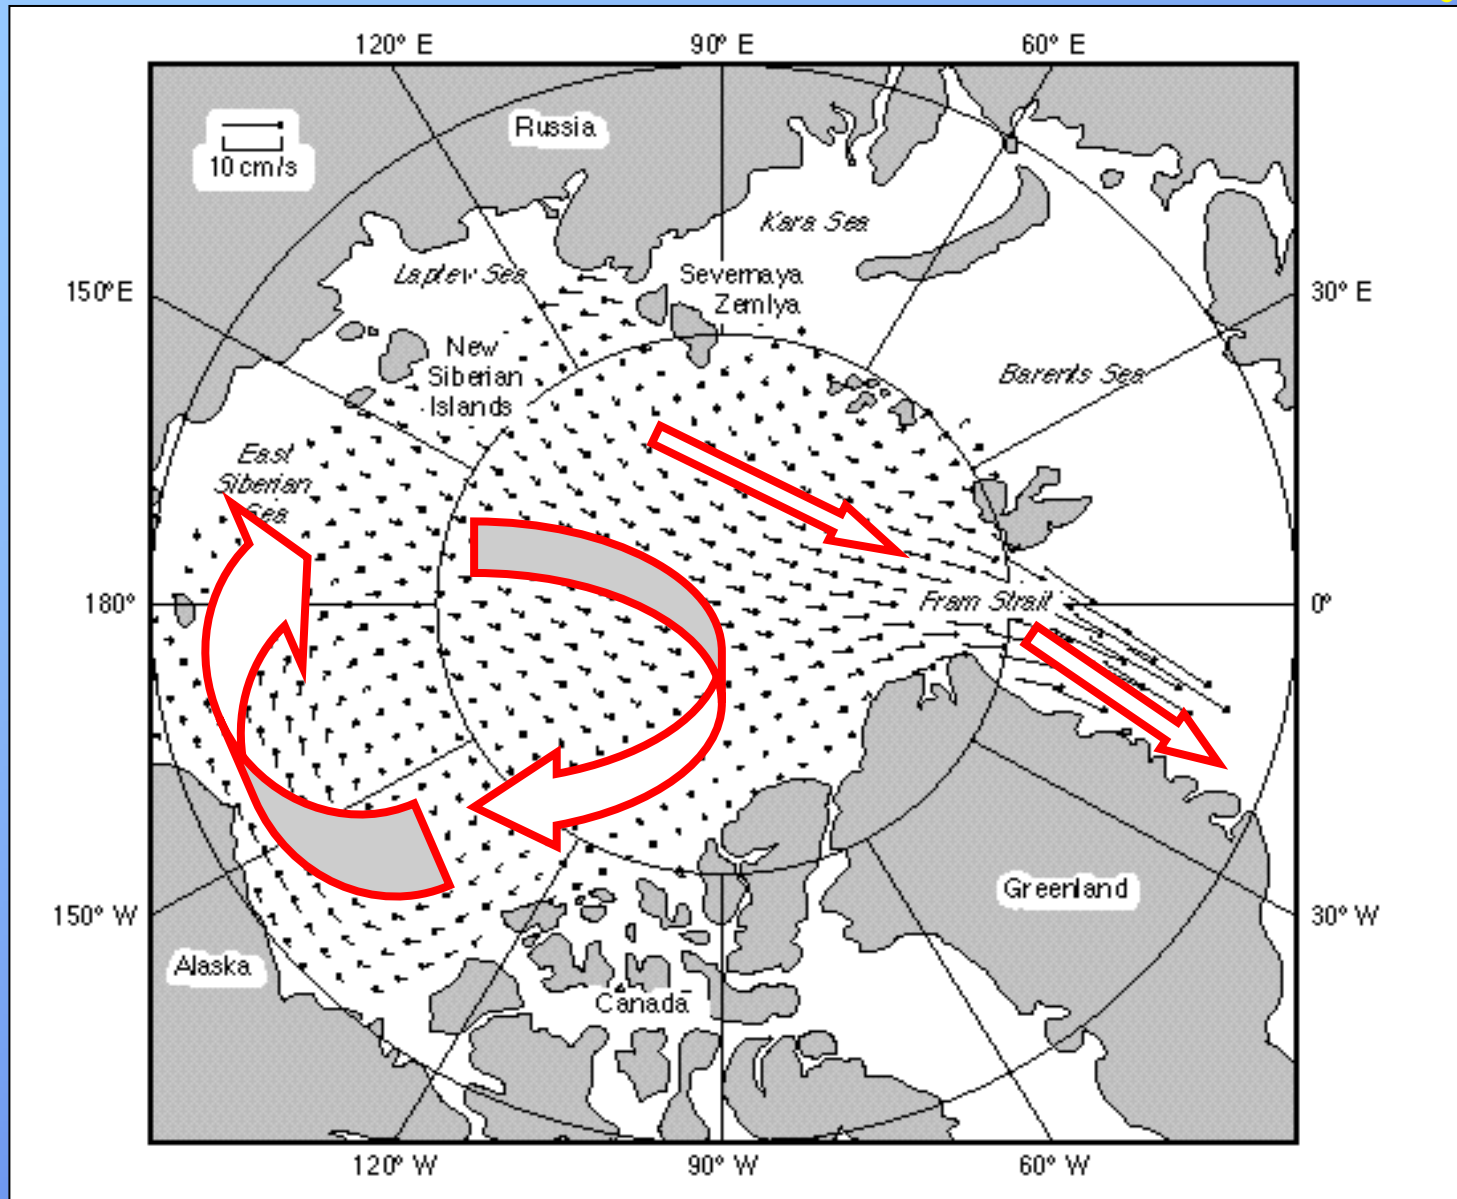 120° E
90° E
60° E
10 cm/s
Russia
Kara Sea
Laptev Sea
Severnaya
Zemlya
150°E
30° E
New
Siberian
Islands
Barents Sea
East
Siberian
Sea
180°
Fram Strait
0°
Greenland
150° W
30° W
Alaska
Canada
120° W
90° W
60° W